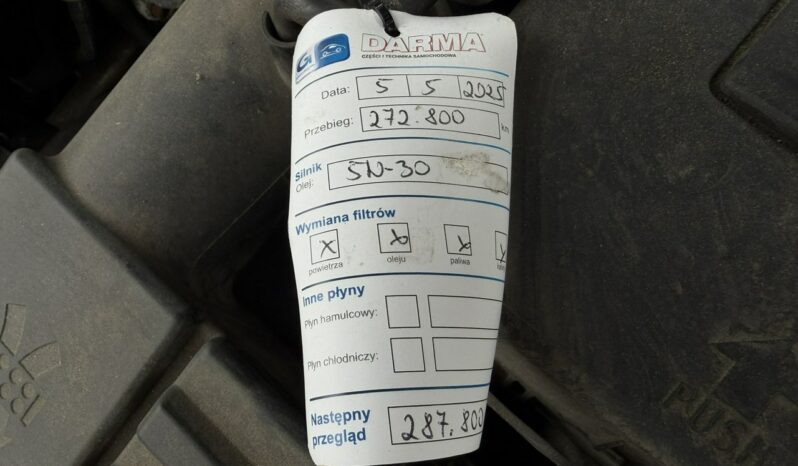 G DARMA
CZĘŚCI I TECHNIKA SAMOCHODOWA
Data: 5 5 2025
Przebieg: 272.800 km
Silnik
Olej: 5W-30
Wymiana filtrów
x x x x
powietrza oleju paliwa
Inne płyny
Płyn hamulcowy:
Płyn chłodniczy:
Następny
przegląd 287.800
PUSH